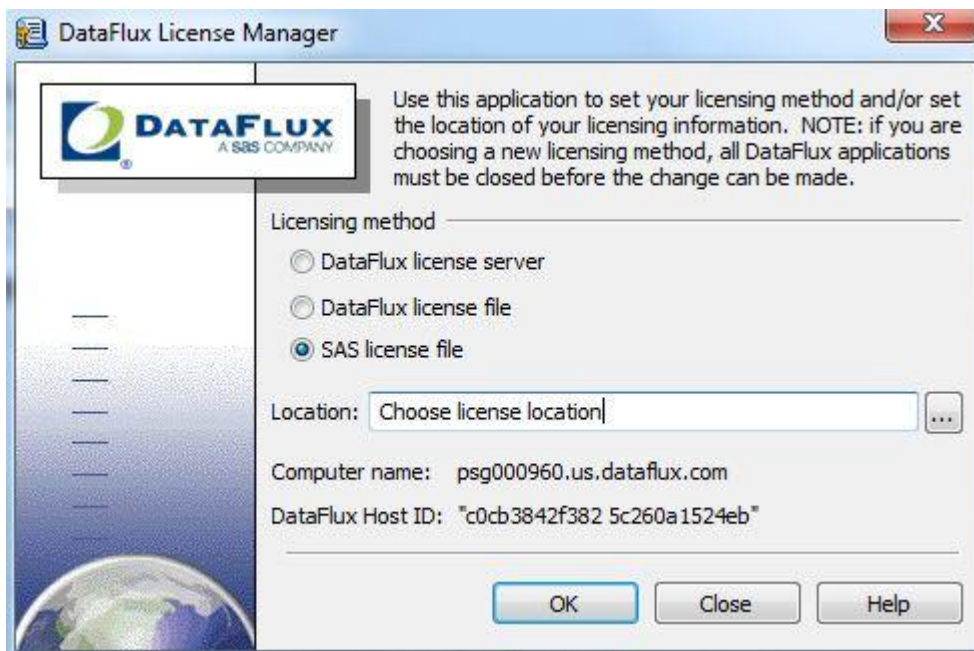 DataFlux License Manager
X
DATAFLUX
A SAS COMPANY
®
Use this application to set your licensing method and/or set
the location of your licensing information. NOTE: if you are
choosing a new licensing method, all DataFlux applications
must be closed before the change can be made.
Licensing method
DataFlux license server
DataFlux license file
SAS license file
Location: Choose license location ...
Computer name: psg000960.us.dataflux.com
DataFlux Host ID: "c0cb3842f382 5c260a1524eb"
OK Close Help